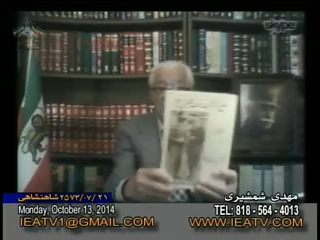 SKYPE
۲۵۷۳/۰۷/۲۱ شاهنشاهی
مهدی شمشیری
Monday, October 13, 2014
TEL: 818 - 564 - 4013
IEATV1@GMAIL.COM
WWW.IEATV.COM